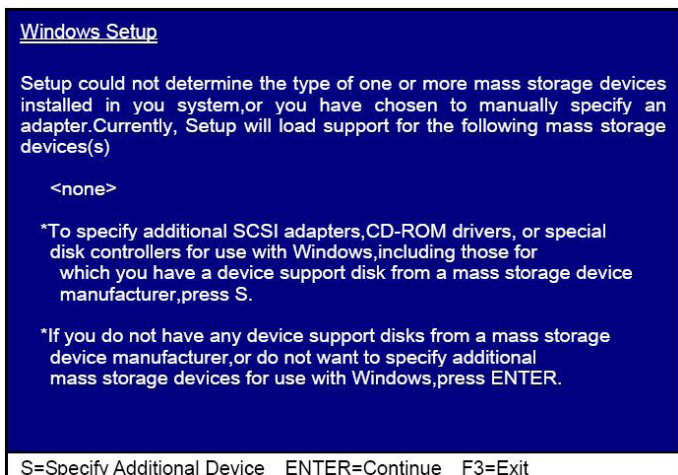 Windows Setup
Setup could not determine the type of one or more mass storage devices
installed in you system,or you have chosen to manually specify an
adapter.Currently, Setup will load support for the following mass storage
devices(s)
<none>
*To specify additional SCSI adapters,CD-ROM drivers, or special
disk controllers for use with Windows,including those for
which you have a device support disk from a mass storage device
manufacturer,press S.
*If you do not have any device support disks from a mass storage
device manufacturer,or do not want to specify additional
mass storage devices for use with Windows,press ENTER.
S=Specify Additional Device ENTER=Continue F3=Exit